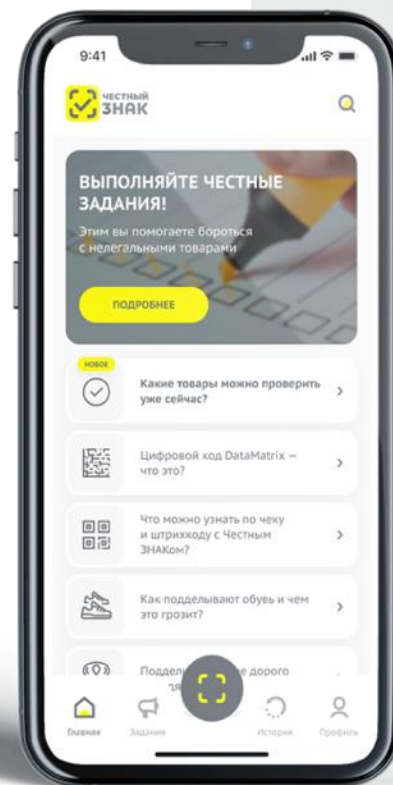 9:41
ЧЕСТНЫЙ
ЗНАК
ВЫПОЛНЯЙТЕ ЧЕСТНЫЕ
ЗАДАНИЯ!
Этим вы помогаете бороться
с нелегальными товарами
ПОДРОБНЕЕ
НОВОЕ
Какие товары можно проверить
уже сейчас?
Цифровой код DataMatrix –
что это?
Что можно узнать по чеку
и штрихкоду с Честным
ЗНАКом?
Как подделывают обувь и чем
это грозит?
дорого
Главная
Задания
История
Профиль